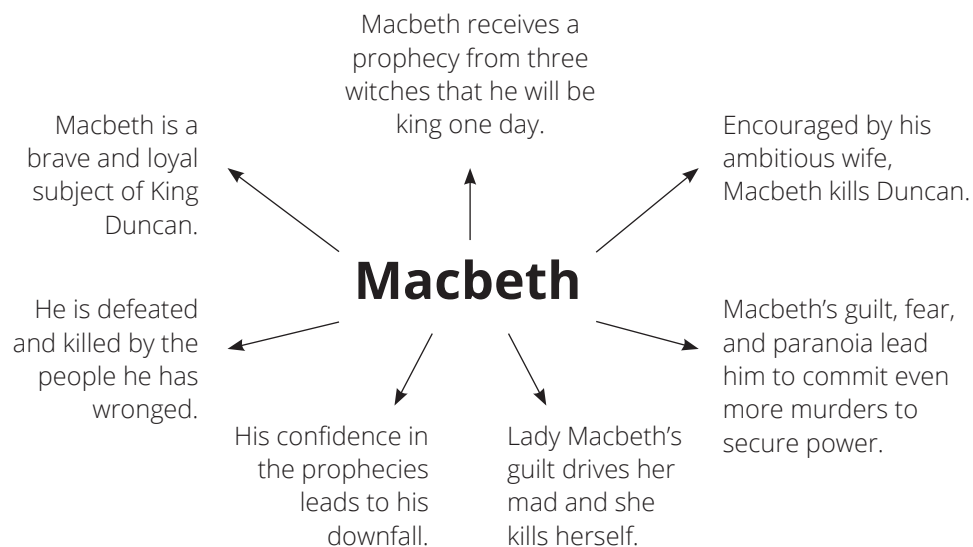 Macbeth receives a
prophecy from three
witches that he will be
king one day.
Macbeth is a
brave and loyal
subject of King
Duncan.
Encouraged by his
ambitious wife,
Macbeth kills Duncan.
Macbeth
He is defeated
and killed by the
people he has
wronged.
Macbeth’s guilt, fear,
and paranoia lead
him to commit even
more murders to
secure power.
His confidence in
the prophecies
leads to his
downfall.
Lady Macbeth’s
guilt drives her
mad and she
kills herself.